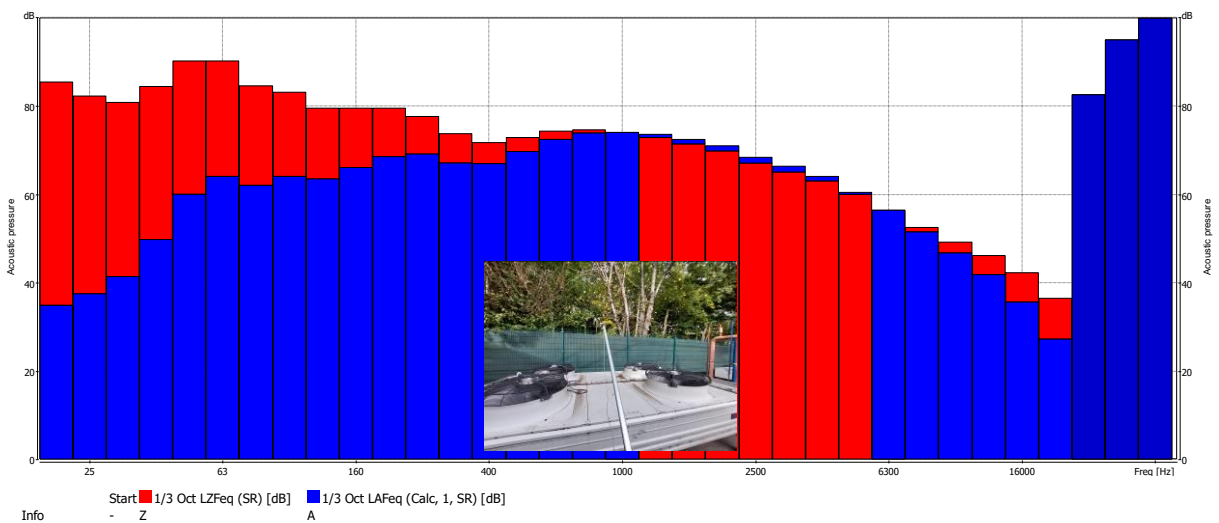 dB
dB
80
80
60
60
40
40
20
20
0
0
Acoustic pressure
Acoustic pressure
25
63
160
400
1000
2500
6300
16000
Freq [Hz]
Start
1/3 Oct LZFeq (SR) [dB]
1/3 Oct LAFeq (Calc, 1, SR) [dB]
Info
-
Z
A